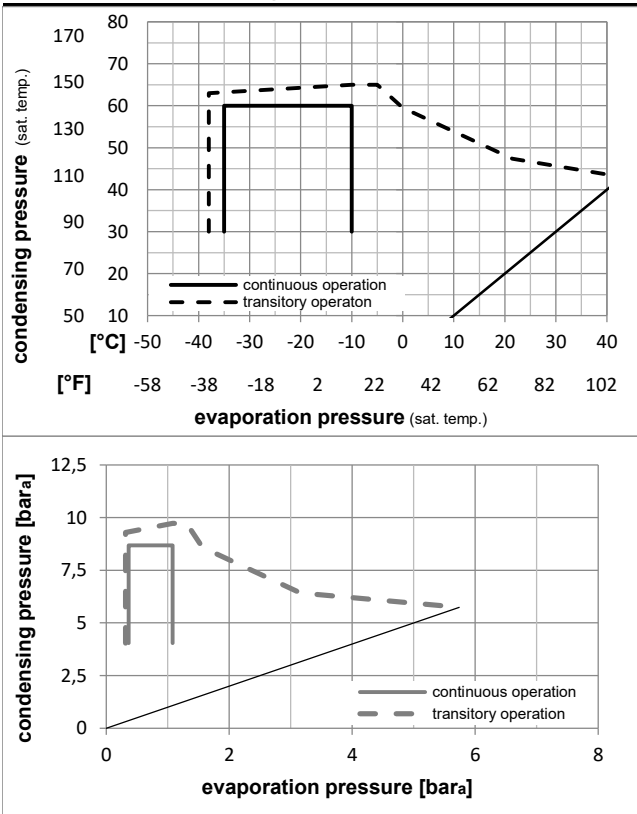 condensing pressure (sat. temp.)
170 80
70
150 60
130 50
110 40
90 30
70 20
50 10
continuous operation
transitory operaton
[°C] -50 -40 -30 -20 -10 0 10 20 30 40
[°F] -58 -38 -18 2 22 42 62 82 102
evaporation pressure (sat. temp.)
condensing pressure [bara]
12,5
10
7,5
5
2,5
0
continuous operation
transitory operation
0 2 4 6 8
evaporation pressure [bara]